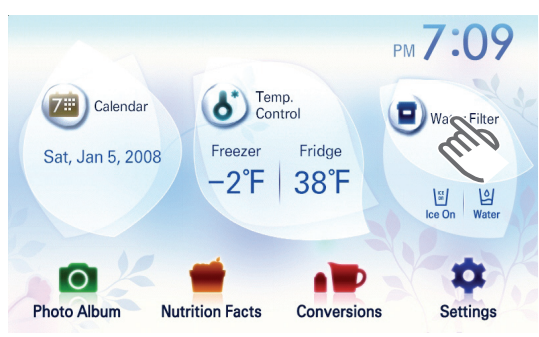 PM 7:09
Calendar
Sat, Jan 5, 2008
Temp.
Control
Freezer
Fridge
−2°F
38°F
Filter
ICE
Ice On
Water
Photo Album
Nutrition Facts
Conversions
Settings